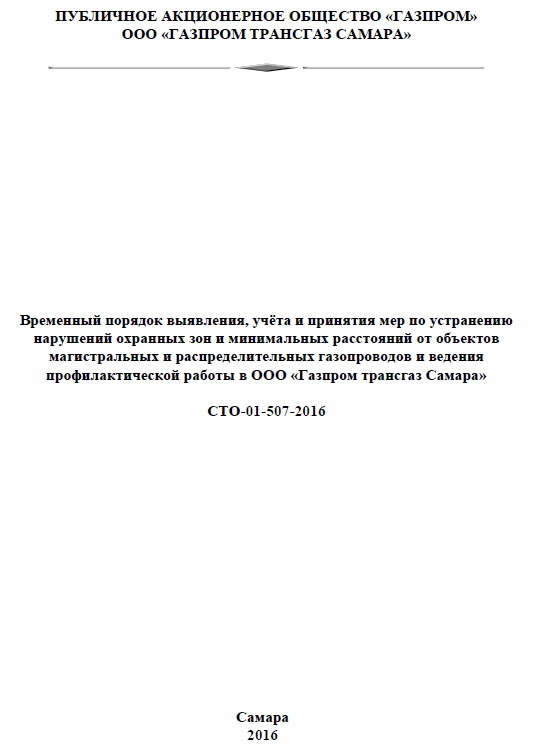 ПУБЛИЧНОЕ АКЦИОНЕРНОЕ ОБЩЕСТВО «ГАЗПРОМ»
ООО «ГАЗПРОМ ТРАНСГАЗ САМАРА»
Временный порядок выявления, учёта и принятия мер по устранению
нарушений охранных зон и минимальных расстояний от объектов
магистральных и распределительных газопроводов и ведения
профилактической работы в ООО «Газпром трансгаз Самара»
СТО-01-507-2016
Самара
2016